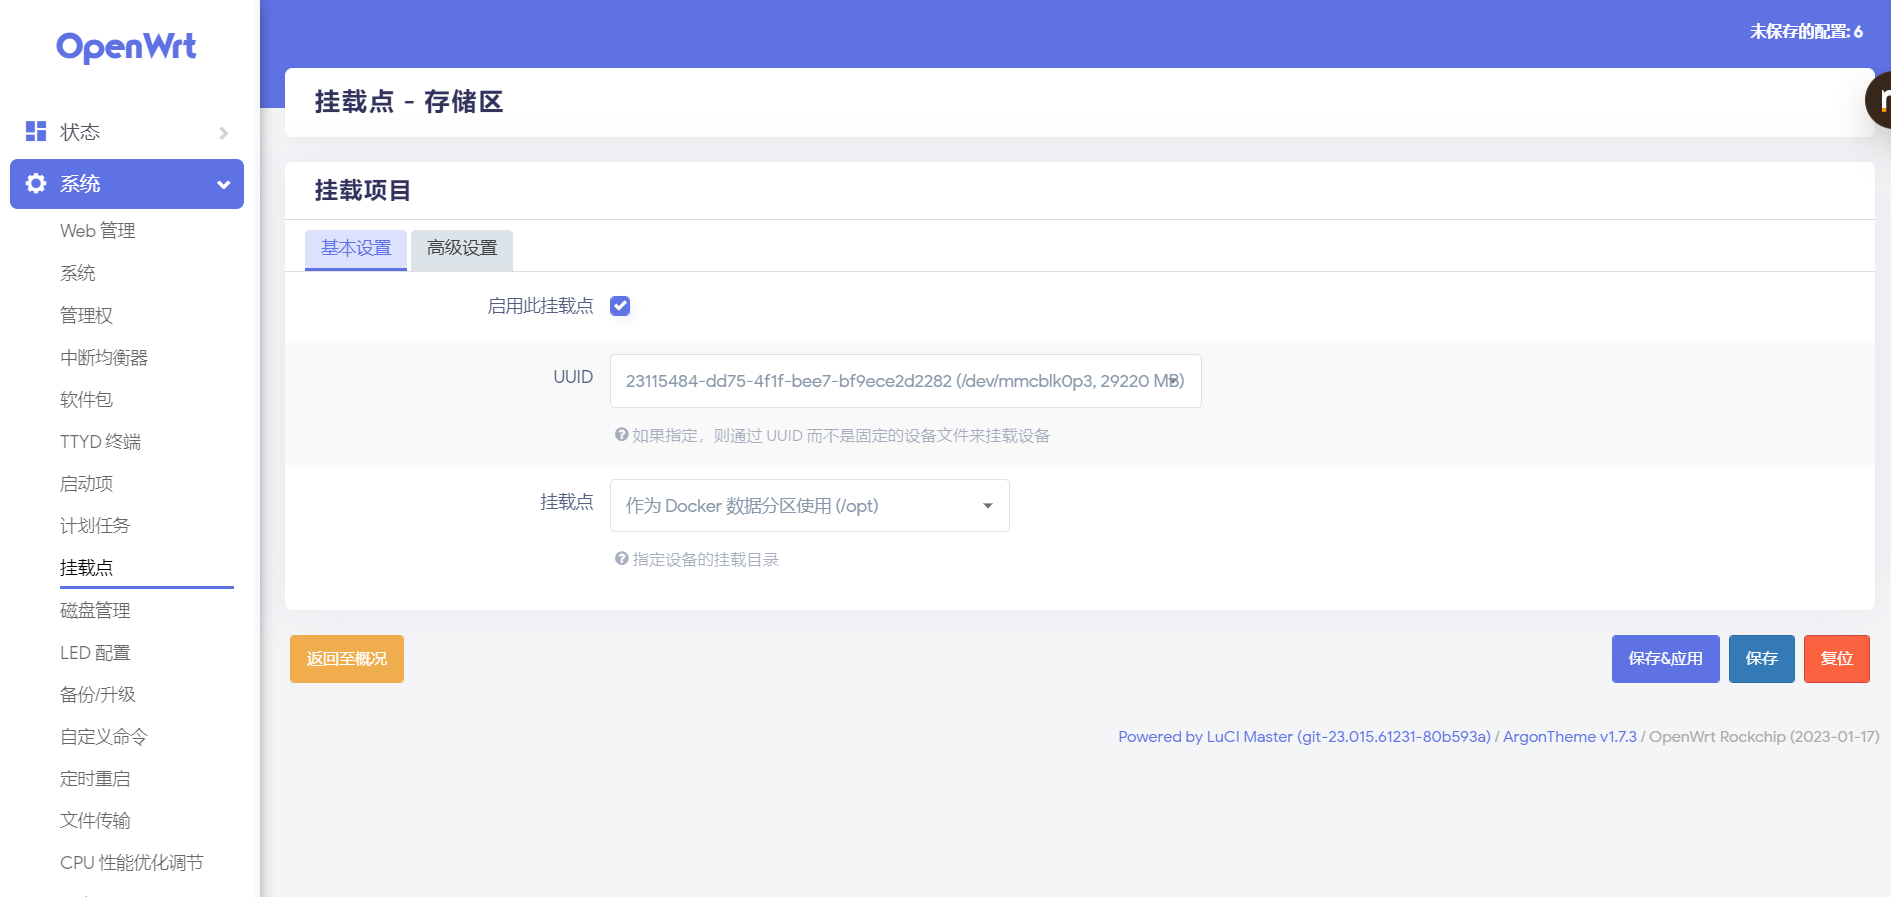 OpenWrt
未保存的配置: 6
状态
系统
Web 管理
系统
管理权
中断均衡器
软件包
TTYD 终端
启动项
计划任务
挂载点
磁盘管理
LED 配置
备份/升级
自定义命令
定时重启
文件传输
CPU 性能优化调节
挂载点 - 存储区
挂载项目
基本设置
高级设置
启用此挂载点
UUID
23115484-dd75-4f1f-bee7-bf9ece2d2282 (/dev/mmcblk0p3, 29220 MB)
如果指定，则通过 UUID 而不是固定的设备文件来挂载设备
挂载点
作为 Docker 数据分区使用 (/opt)
指定设备的挂载目录
返回至概况
保存&应用
保存
复位
Powered by LuCI Master (git-23.015.61231-80b593a) / ArgonTheme v1.7.3 / OpenWrt Rockchip (2023-01-17)